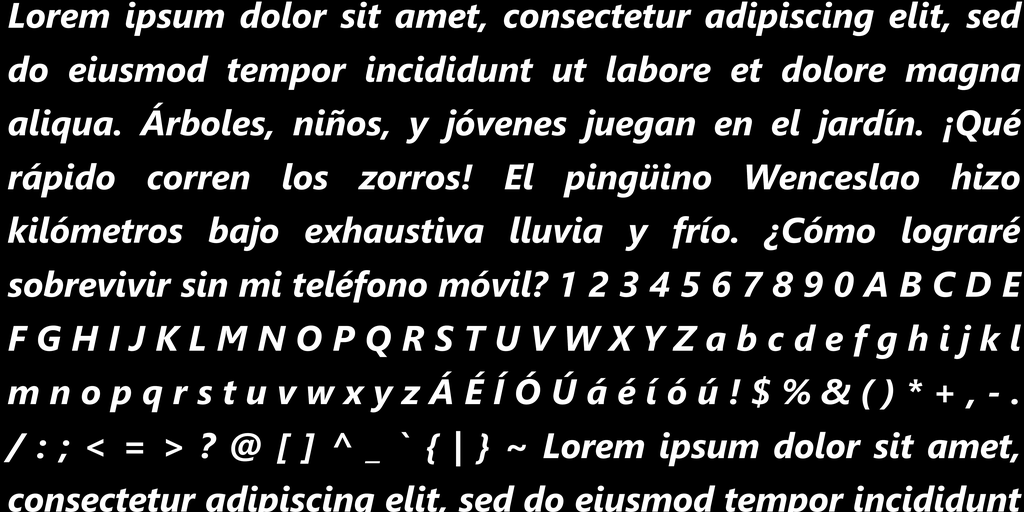 Lorem ipsum dolor sit amet, consectetur adipiscing elit, sed
do eiusmod tempor incididunt ut labore et dolore magna
aliqua. Árboles, niños, y jóvenes juegan en el jardín. ¡Qué
rápido corren los zorros! El pingüino Wenceslao hizo
kilómetros bajo exhaustiva lluvia y frío. ¿Cómo lograré
sobrevivir sin mi teléfono móvil? 1 2 3 4 5 6 7 8 9 0 A B C D E
F G H I J K L M N O P Q R S T U V W X Y Z a b c d e f g h i j k l
m n o p q r s t u v w x y z Á É Í Ó Ú á é í ó ú ! $ % & ( ) * + , - .
/ : ; < = > ? @ [ ] ^ _ ` { | } ~ Lorem ipsum dolor sit amet,
consectetur adipiscing elit, sed do eiusmod tempor incididunt